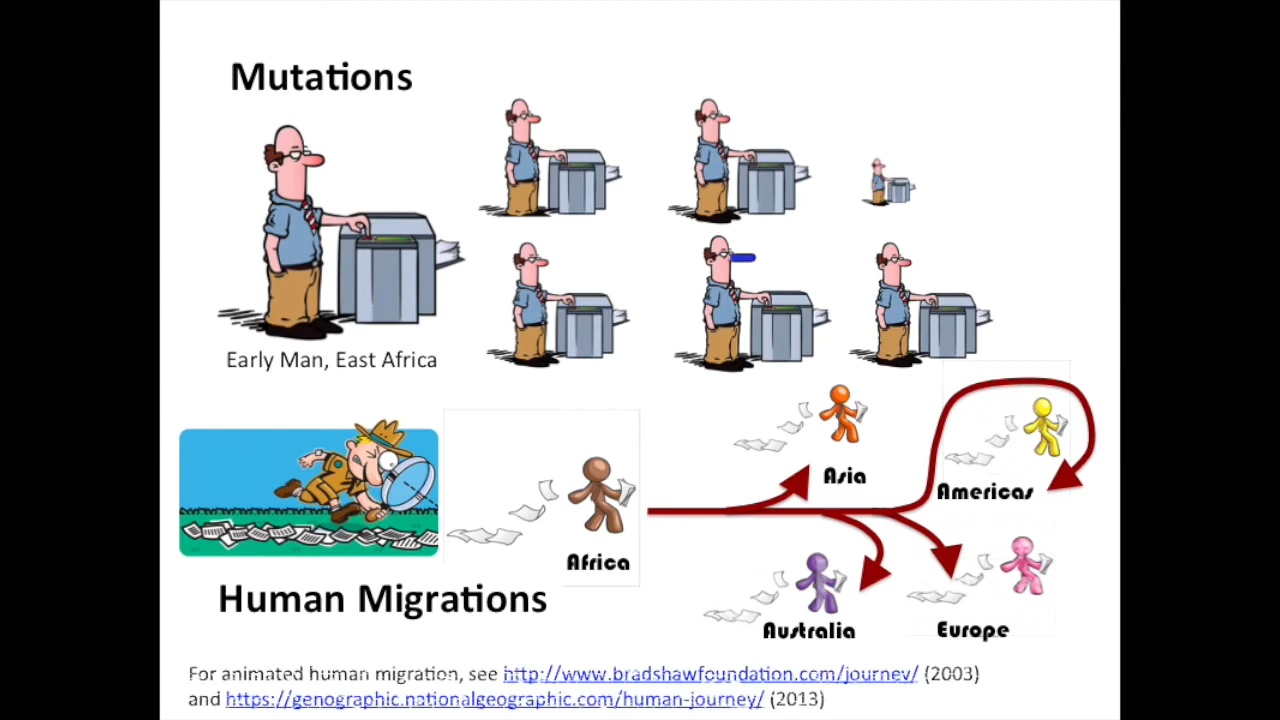 Mutations
Early Man, East Africa
Asia
Americas
Africa
Human Migrations
Australia
Europe
For animated human migration, see http://www.bradshawfoundation.com/journey/ (2003)
and https://genographic.nationalgeographic.com/human-journey/ (2013)